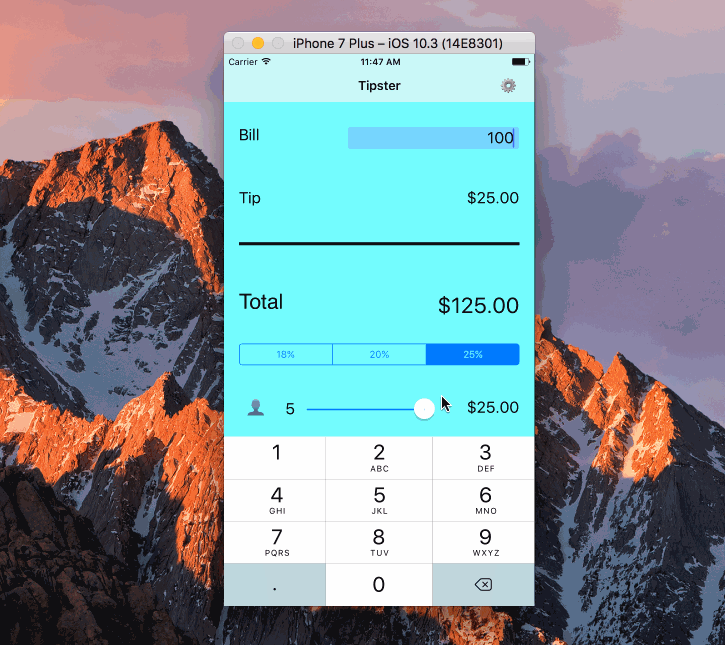 iPhone 7 Plus – iOS 10.3 (14E8301)
Carrier 11:47 AM
Tipster
Bill 100
Tip $25.00
Total $125.00
18% 20% 25%
5 $25.00
1 2 3
ABC DEF
4 5 6
GHI JKL MNO
7 8 9
PQRS TUV WXYZ
. 0